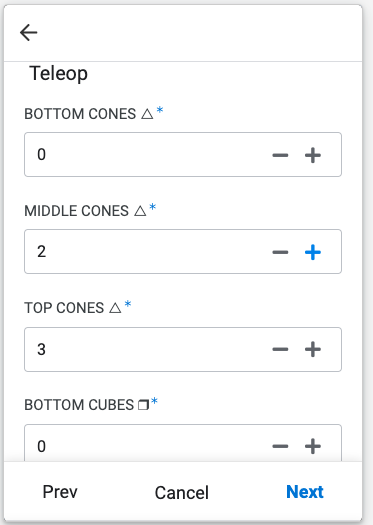 Teleop
BOTTOM CONES △*
0
MIDDLE CONES △*
2
TOP CONES △*
3
BOTTOM CUBES ❒*
0
Prev Cancel Next